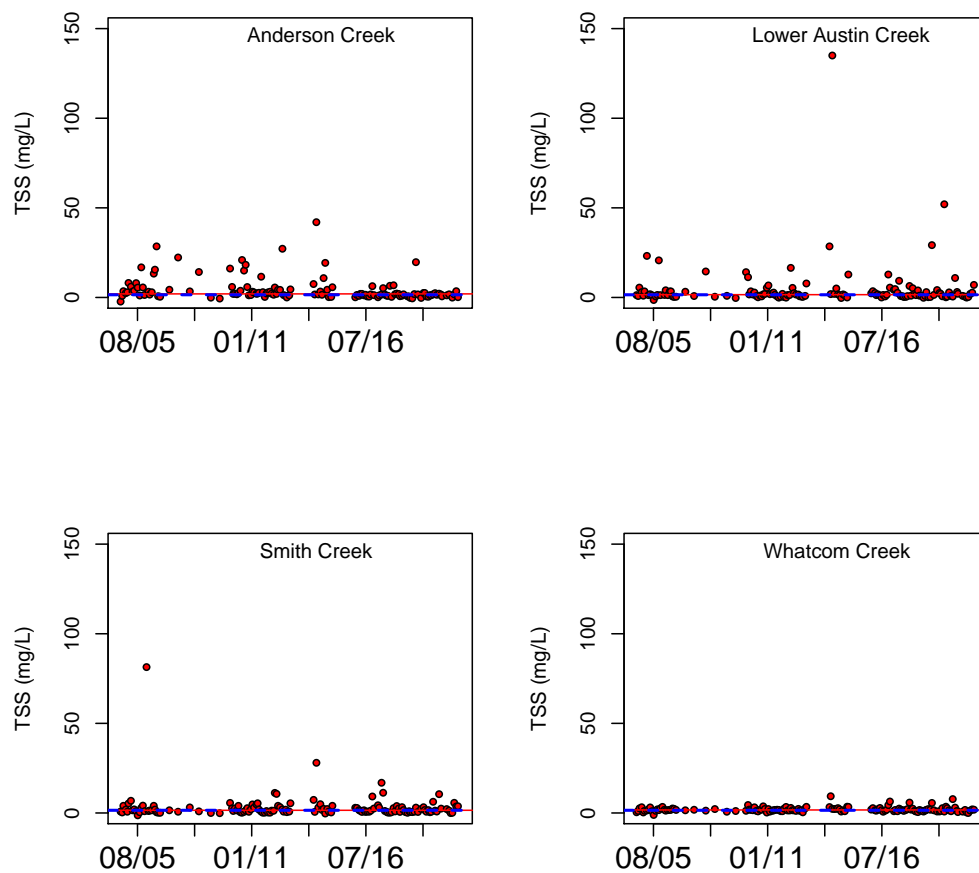 Anderson Creek
TSS (mg/L)
150
100
50
0
08/05 01/11 07/16
Lower Austin Creek
TSS (mg/L)
150
100
50
0
08/05 01/11 07/16
Smith Creek
TSS (mg/L)
150
100
50
0
08/05 01/11 07/16
Whatcom Creek
TSS (mg/L)
150
100
50
0
08/05 01/11 07/16